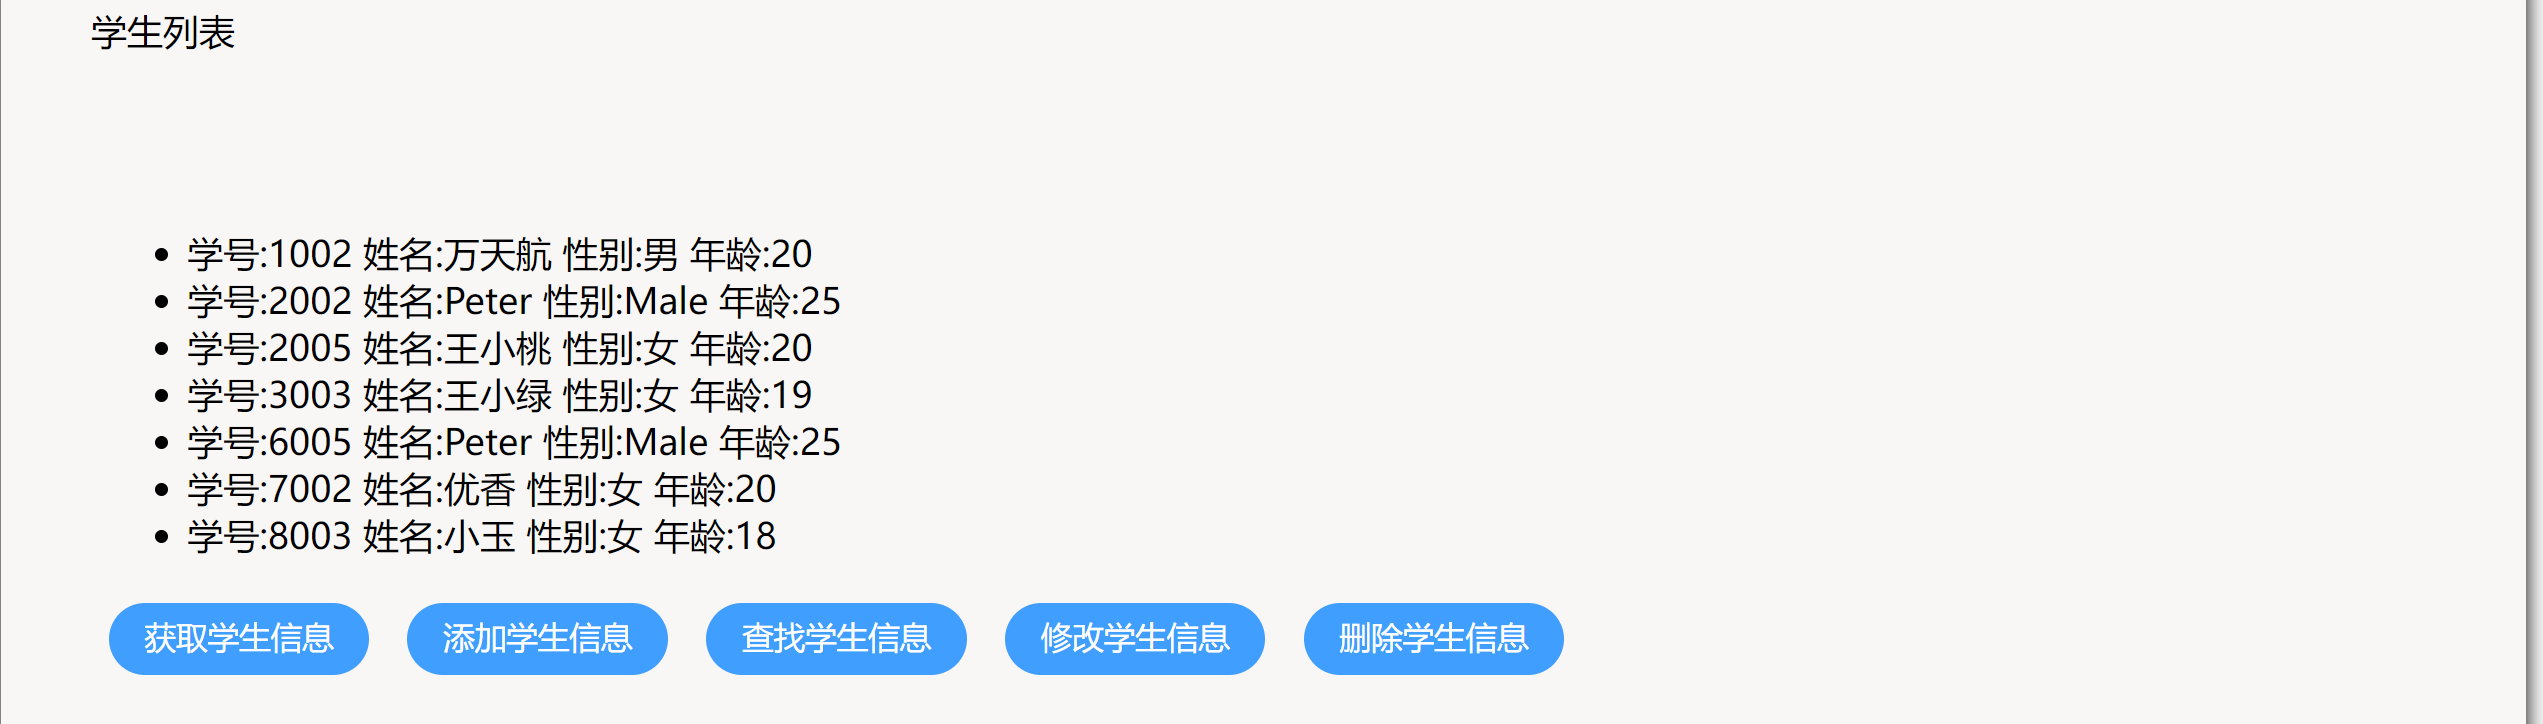 学生列表
学号:1002 姓名:万天航 性别:男 年龄:20
学号:2002 姓名:Peter 性别:Male 年龄:25
学号:2005 姓名:王小桃 性别:女 年龄:20
学号:3003 姓名:王小绿 性别:女 年龄:19
学号:6005 姓名:Peter 性别:Male 年龄:25
学号:7002 姓名:优香 性别:女 年龄:20
学号:8003 姓名:小玉 性别:女 年龄:18
获取学生信息 添加学生信息 查找学生信息 修改学生信息 删除学生信息